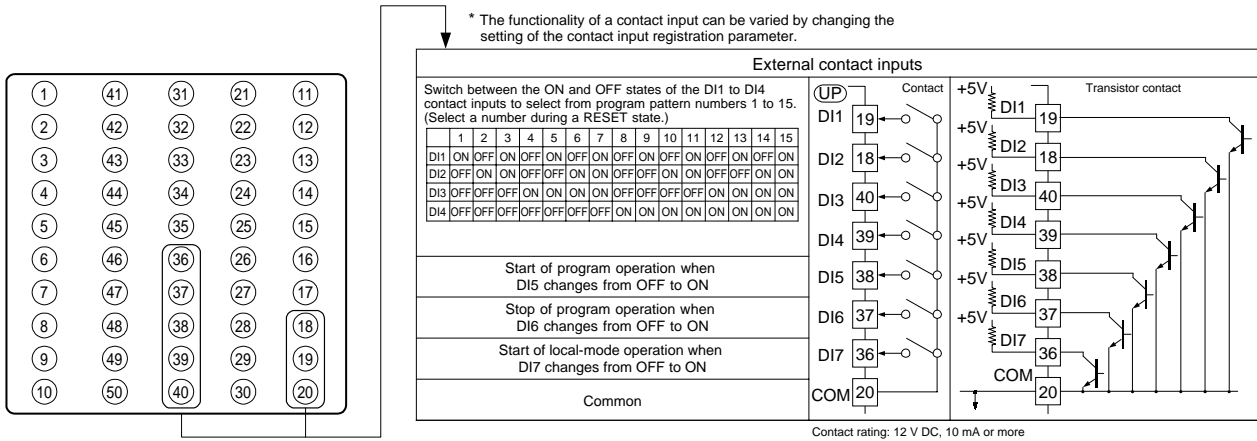 * The functionality of a contact input can be varied by changing the
setting of the contact input registration parameter.
1 41 31 21 11
2 42 32 22 12
3 43 33 23 13
4 44 34 24 14
5 45 35 25 15
6 46 36 26 16
7 47 37 27 17
8 48 38 28 18
9 49 39 29 19
10 50 40 30 20
External contact inputs
Switch between the ON and OFF states of the DI1 to DI4
contact inputs to select from program pattern numbers 1 to 15.
(Select a number during a RESET state.)
1 2 3 4 5 6 7 8 9 10 11 12 13 14 15
DI1 ON OFF ON OFF ON OFF ON OFF ON OFF ON OFF ON OFF ON
DI2 OFF ON ON OFF OFF ON ON OFF OFF ON ON OFF OFF ON ON
DI3 OFF OFF OFF ON ON ON ON OFF OFF OFF OFF ON ON ON ON
DI4 OFF OFF OFF OFF OFF OFF OFF ON ON ON ON ON ON ON ON
Start of program operation when
DI5 changes from OFF to ON
Stop of program operation when
DI6 changes from OFF to ON
Start of local-mode operation when
DI7 changes from OFF to ON
Common
UP Contact
DI1 19
DI2 18
DI3 40
DI4 39
DI5 38
DI6 37
DI7 36
COM 20
Transistor contact
+5V DI1 19
+5V DI2 18
+5V DI3 40
+5V DI4 39
+5V DI5 38
+5V DI6 37
+5V DI7 36
COM 20
Contact rating: 12 V DC, 10 mA or more